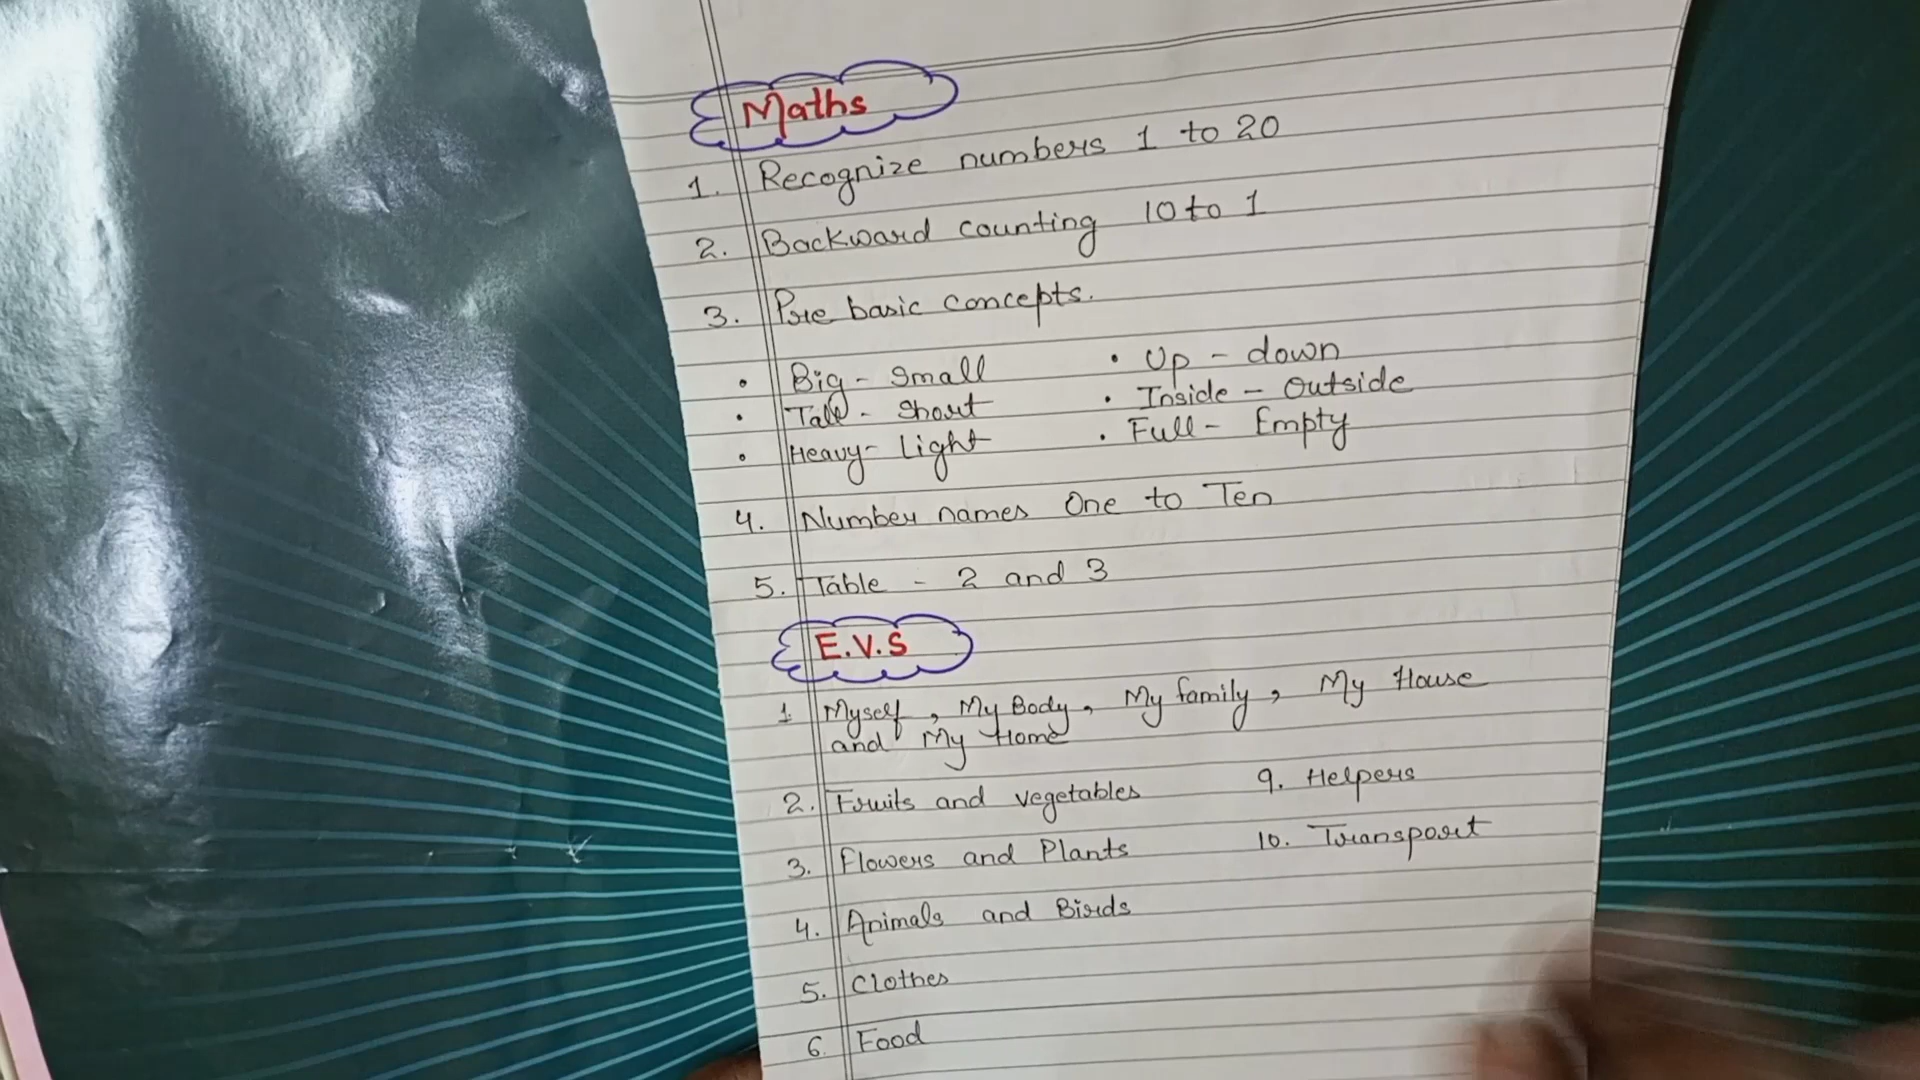 Maths
1. Recognize numbers 1 to 20
2. Backward counting 10 to 1
3. Pre basic concepts.
• Big - Small • Up - down
• Tall - Short • Inside - Outside
• Heavy - Light • Full - Empty
4. Number names One to Ten
5. Table - 2 and 3
E.V.S
1 Myself, My Body, My family, My House
and My Home
2. Fruits and vegetables 9. Helpers
3. Flowers and Plants 10. Transport
4. Animals and Birds
5. Clothes
6. Food